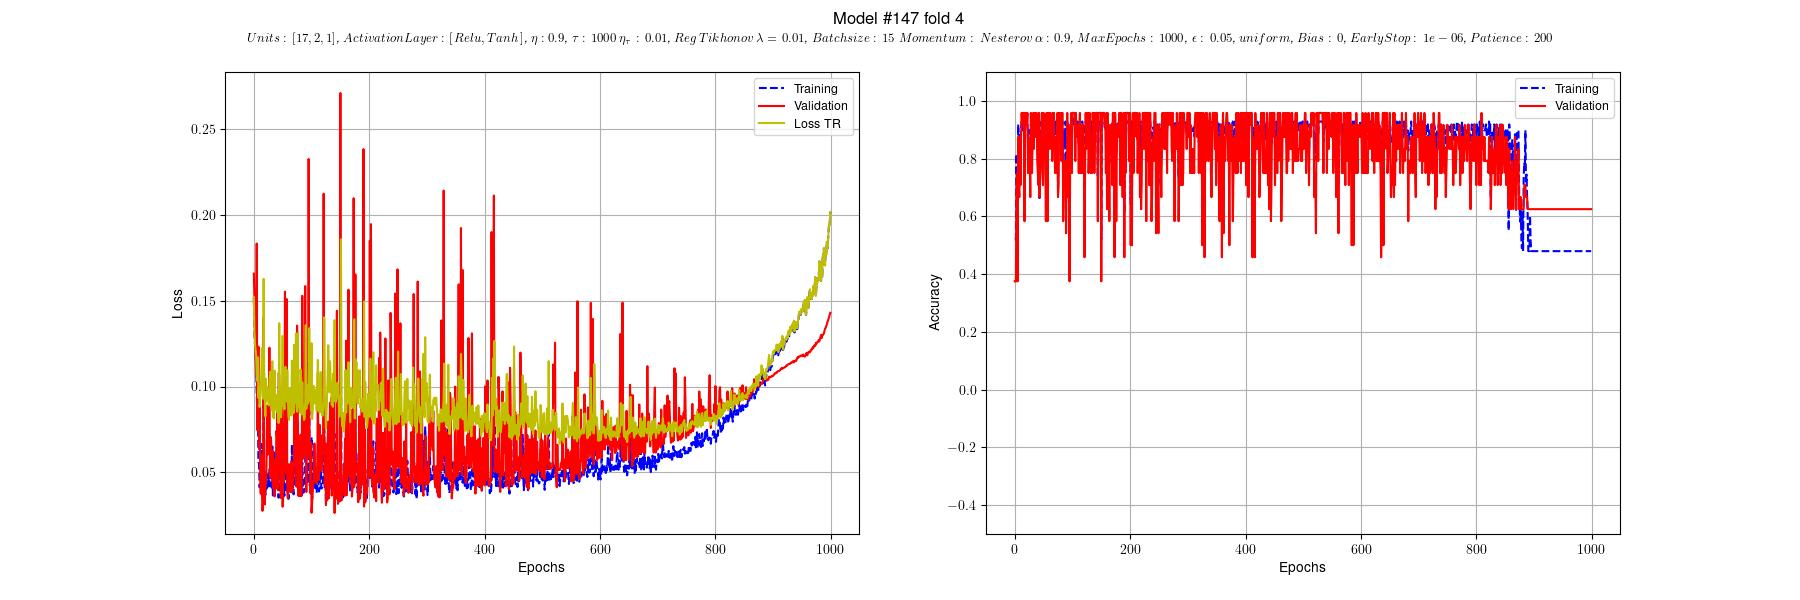 Model #147 fold 4
Units : [17, 2, 1], ActivationLayer : [Relu, Tanh], η : 0.9, τ : 1000 ητ : 0.01, Reg Tikhonov λ = 0.01, Batchsize : 15 Momentum : Nesterov α : 0.9, MaxEpochs : 1000, ϵ : 0.05, uniform, Bias : 0, EarlyStop : 1e − 06, Patience : 200
Training
Validation
Loss TR
0.25
0.20
0.15
0.10
0.05
Loss
0
200
400
600
800
1000
Epochs
Training
Validation
1.0
0.8
0.6
0.4
0.2
0.0
−0.2
−0.4
Accuracy
0
200
400
600
800
1000
Epochs